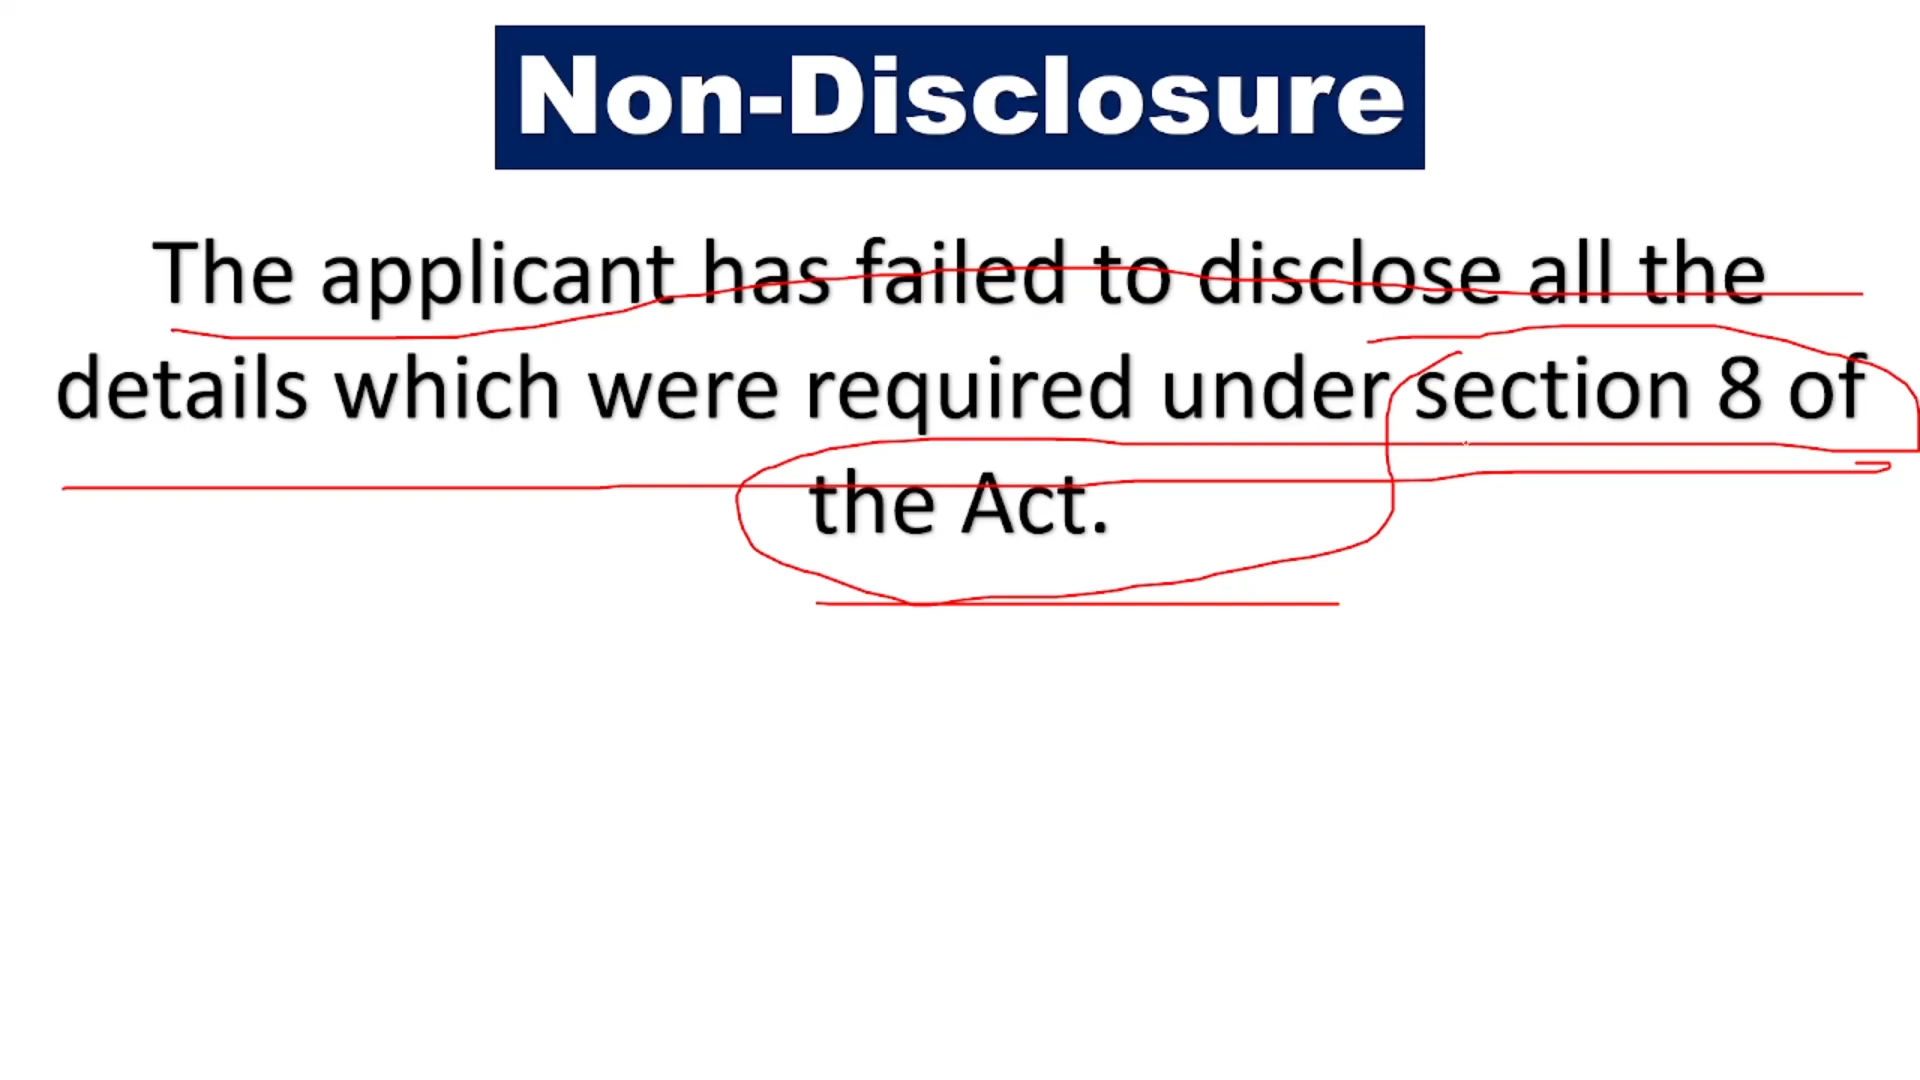 Non-Disclosure
The applicant has failed to disclose all the
details which were required under section 8 of
the Act.